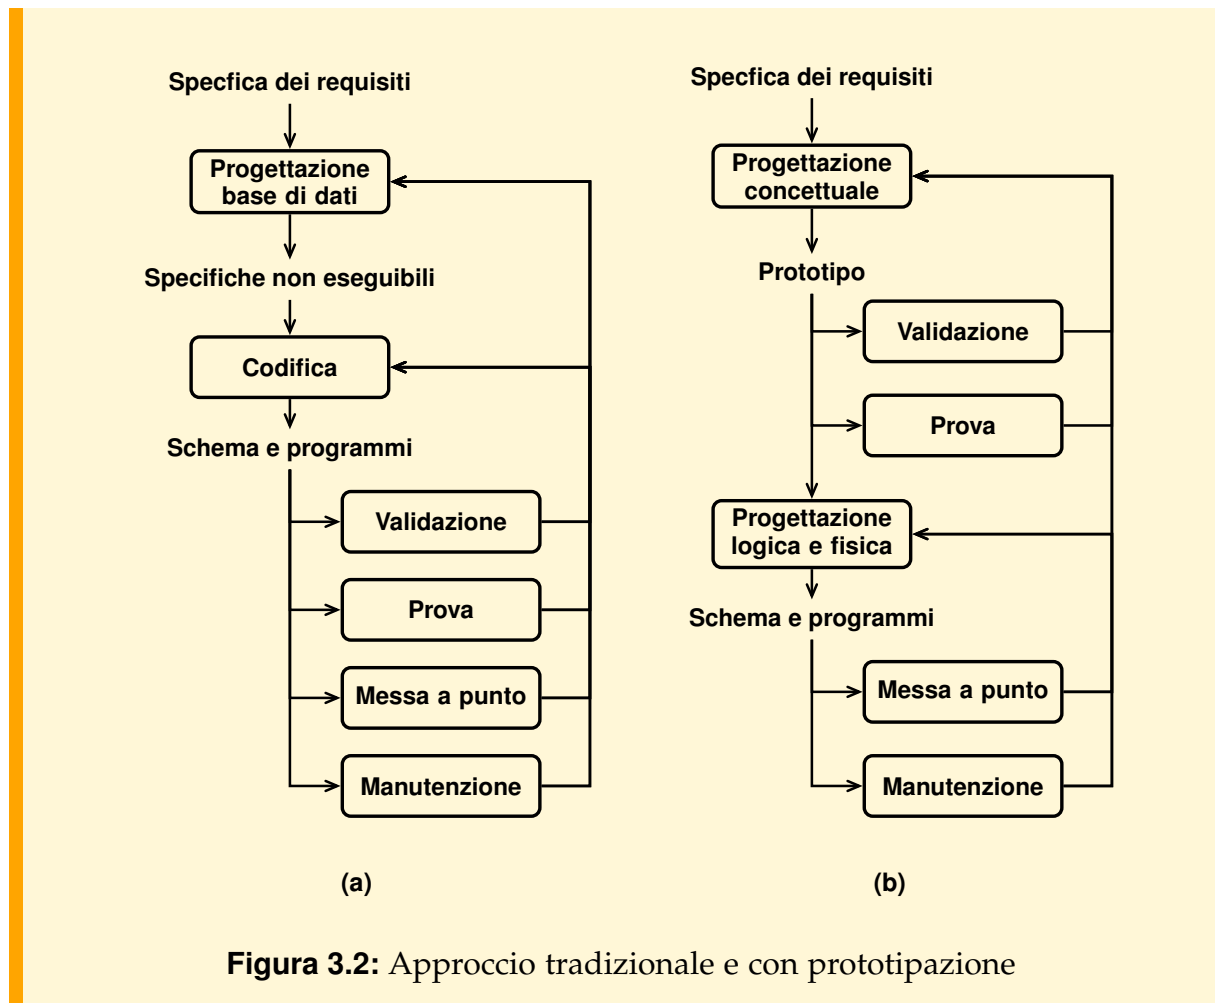 Specfica dei requisiti
Progettazione
base di dati
Specifiche non eseguibili
Codifica
Schema e programmi
Validazione
Prova
Messa a punto
Manutenzione
(a)
Specfica dei requisiti
Progettazione
concettuale
Prototipo
Validazione
Prova
Progettazione
logica e fisica
Schema e programmi
Messa a punto
Manutenzione
(b)
Figura 3.2: Approccio tradizionale e con prototipazione